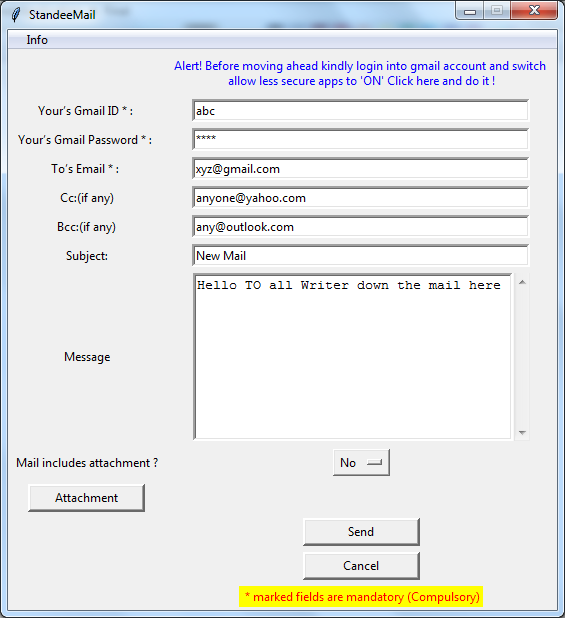 StandeeMail
Info
Alert! Before moving ahead kindly login into gmail account and switch
allow less secure apps to 'ON' Click here and do it !
Your's Gmail ID * :
abc
Your's Gmail Password * :
****
To's Email * :
xyz@gmail.com
Cc:(if any)
anyone@yahoo.com
Bcc:(if any)
any@outlook.com
Subject:
New Mail
Message
Hello TO all Writer down the mail here
Mail includes attachment ?
No
Attachment
Send
Cancel
* marked fields are mandatory (Compulsory)